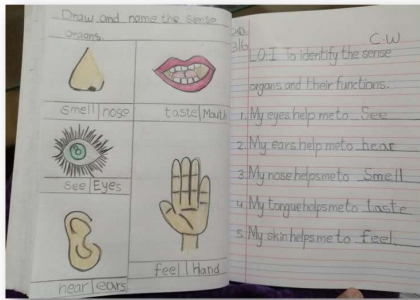 Draw and name the sense
organs.
smell/nose
taste/Mouth
see/Eyes
feel/Hand
hear/ears
3/6
C.W
L.O:I To identify the sense
organs and their functions.
1. My eyes help me to See
2. My ears help me to hear
3. My nose helps me to Smell
4. My tongue helps me to taste
5. My skin helps me to feel.